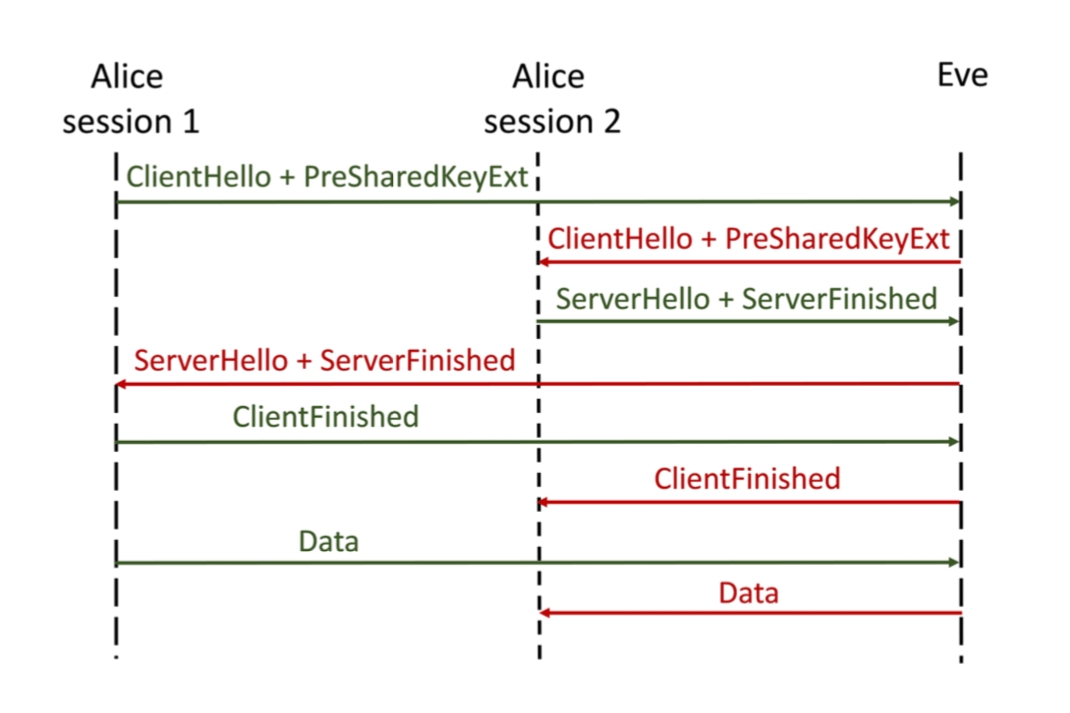 Alice
session 1
Alice
session 2
Eve
ClientHello + PreSharedKeyExt
ClientHello + PreSharedKeyExt
ServerHello + ServerFinished
ServerHello + ServerFinished
ClientFinished
ClientFinished
Data
Data